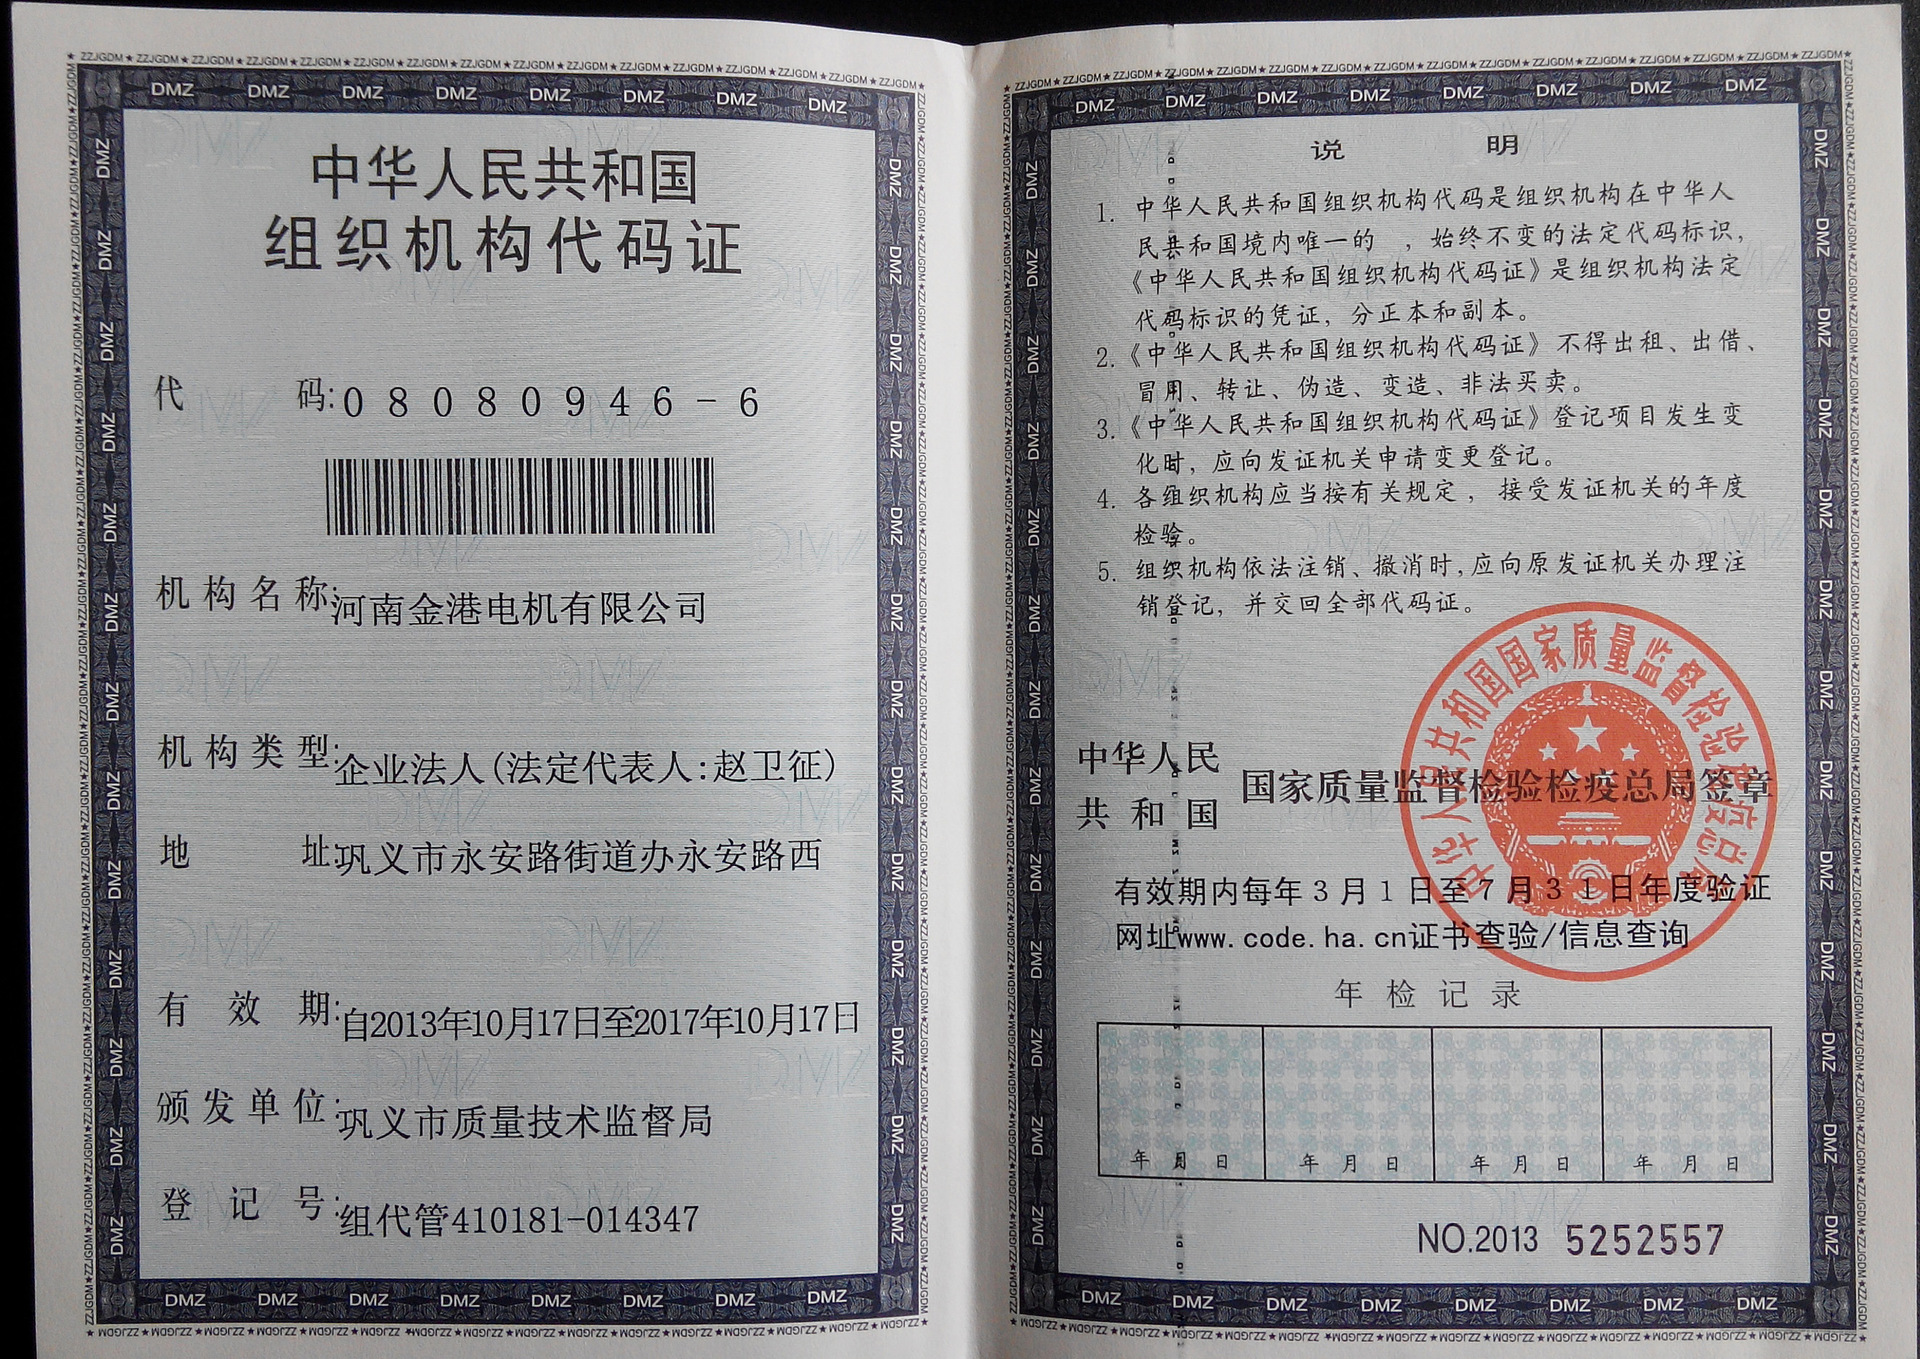 中华人民共和国
组织机构代码证
代 码:08080946-6
机构名称:河南金港电机有限公司
机构类型:企业法人(法定代表人:赵卫征)
地 址:巩义市永安路街道办永安路西
有 效 期:自2013年10月17日至2017年10月17日
颁发单位:巩义市质量技术监督局
登 记 号:组代管410181-014347
说 明
1. 中华人民共和国组织机构代码是组织机构在中华人
民共和国境内唯一的 ，始终不变的法定代码标识，
《中华人民共和国组织机构代码证》是组织机构法定
代码标识的凭证，分正本和副本。
2.《中华人民共和国组织机构代码证》不得出租、出借、
冒用、转让、伪造、变造、非法买卖。
3.《中华人民共和国组织机构代码证》登记项目发生变
化时，应向发证机关申请变更登记。
4. 各组织机构应当按有关规定，接受发证机关的年度
检验。
5. 组织机构依法注销、撤消时,应向原发证机关办理注
销登记，并交回全部代码证。
中华人民
共和国
国家质量监督检验检疫总局签章
中华人民共和国国家质量监督检验检疫总局
有效期内每年3月1日至7月31日年度验证
网址www.code.ha.cn证书查验/信息查询
年检记录
年 月 日 年 月 日 年 月 日 年 月 日
NO.2013 5252557